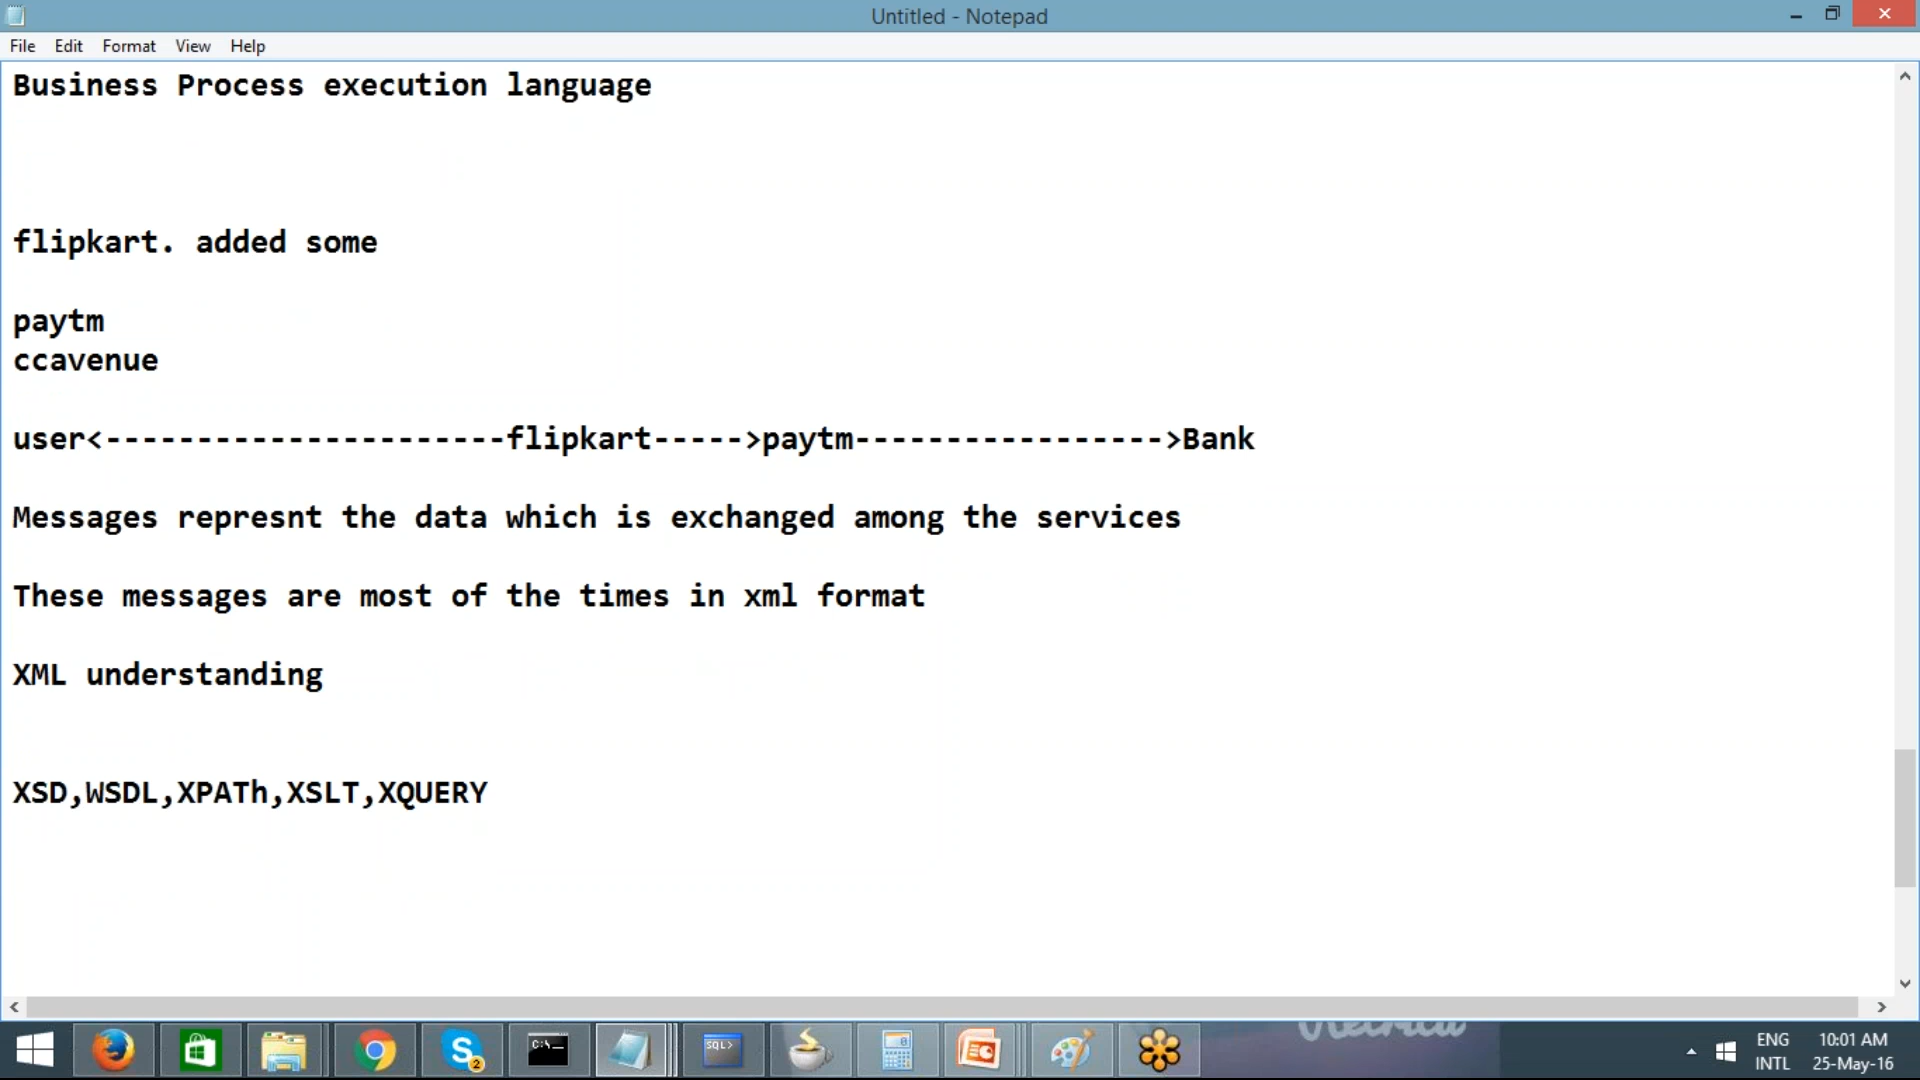 Untitled - Notepad
File Edit Format View Help
Business Process execution language
flipkart. added some
paytm
ccavenue
user<----------------------flipkart----->paytm----------------->Bank
Messages represnt the data which is exchanged among the services
These messages are most of the times in xml format
XML understanding
XSD,WSDL,XPATh,XSLT,XQUERY
S 2
C:\_
SQL>
ENG 10:01 AM
INTL 25-May-16